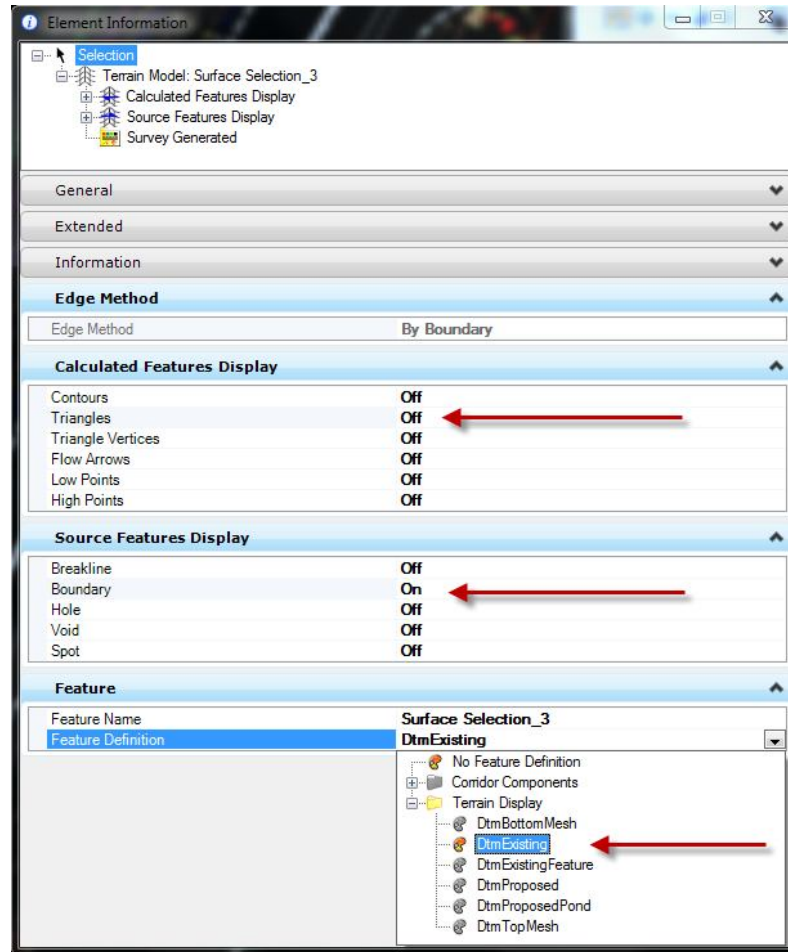 Element Information
Selection
Terrain Model: Surface Selection_3
Calculated Features Display
Source Features Display
Survey Generated
General
Extended
Information
Edge Method
Edge Method By Boundary
Calculated Features Display
Contours Off
Triangles Off
Triangle Vertices Off
Flow Arrows Off
Low Points Off
High Points Off
Source Features Display
Breakline Off
Boundary On
Hole Off
Void Off
Spot Off
Feature
Feature Name Surface Selection_3
Feature Definition DtmExisting
No Feature Definition
Corridor Components
Terrain Display
DtmBottomMesh
DtmExisting
DtmExistingFeature
DtmProposed
DtmProposedPond
DtmTopMesh